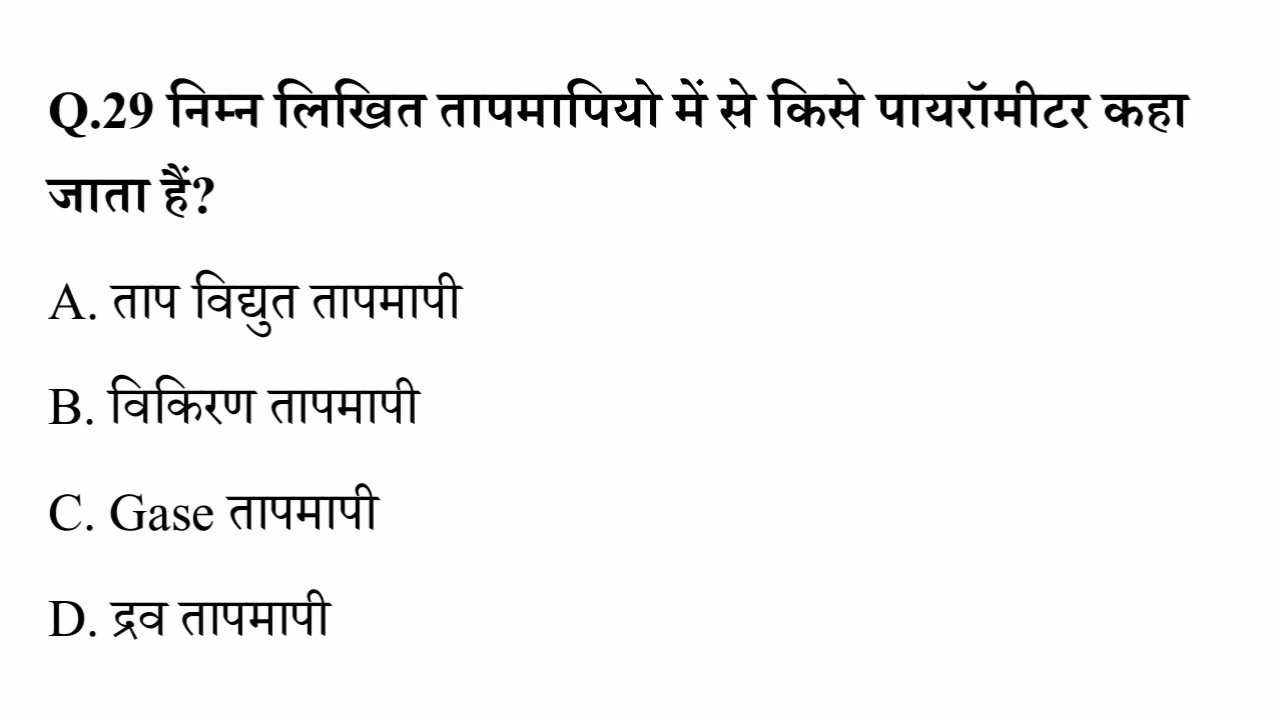 Q.29 निम्न लिखित तापमापियो में से किसे पायरॉमीटर कहा
जाता हैं?
A. ताप विद्युत तापमापी
B. विकिरण तापमापी
C. Gase तापमापी
D. द्रव तापमापी